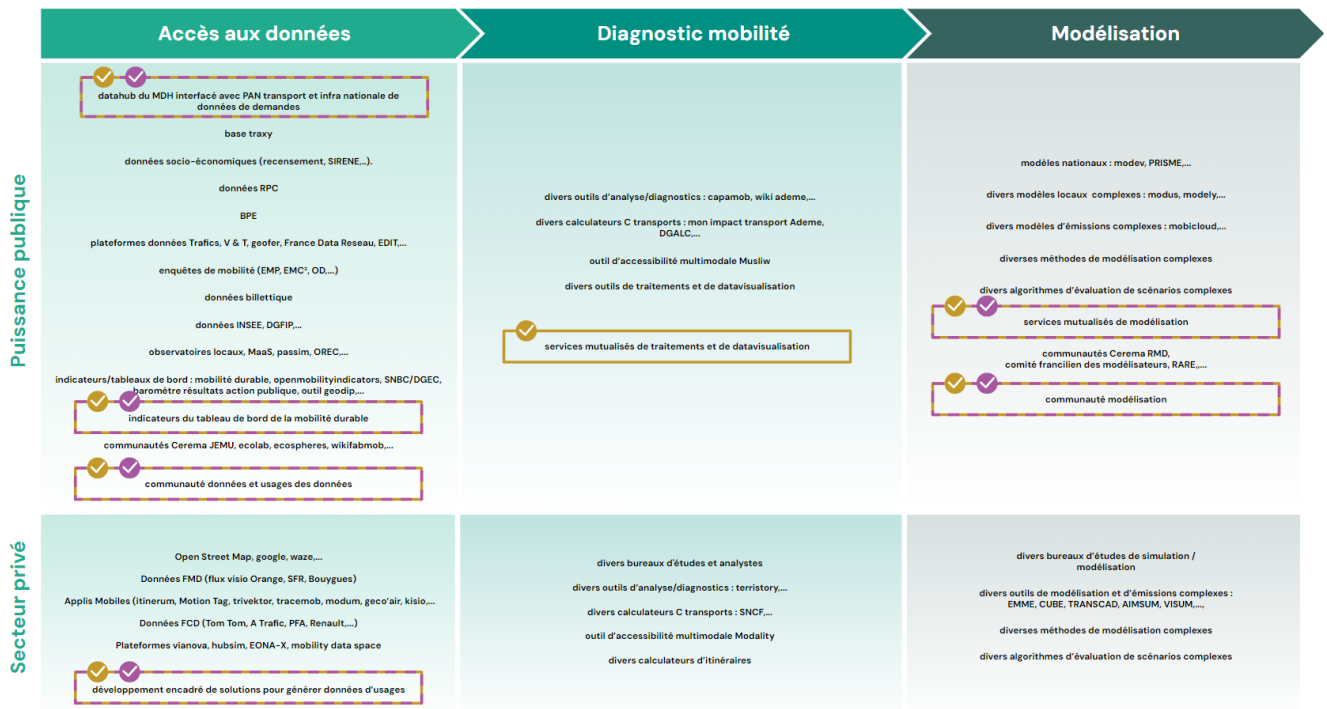 Accès aux données
Diagnostic mobilité
Modélisation
Puissance publique
datahub du MDH interfacé avec PAN transport et infra nationale de
données de demandes
base traxy
données socio-économiques (recensement, SIRENE,..).
données RPC
BPE
plateformes données Trafics, V & T, geofer, France Data Reseau, EDIT,...
enquêtes de mobilité (EMP, EMC², OD,...)
données billettique
données INSEE, DGFIP,...
observatoires locaux, MaaS, passim, OREC,...
indicateurs/tableaux de bord : mobilité durable, openmobilityindicators, SNBC/DGEC,
baromètre résultats action publique, outil geodip,...
indicateurs du tableau de bord de la mobilité durable
communautés Cerema JEMU, ecolab, ecospheres, wikifabmob,...
communauté données et usages des données
divers outils d'analyse/diagnostics : capamob, wiki ademe,...
divers calculateurs C transports : mon impact transport Ademe,
DGALC,...
outil d'accessibilité multimodale Musliw
divers outils de traitements et de datavisualisation
services mutualisés de traitements et de datavisualisation
modèles nationaux : modev, PRISME,...
divers modèles locaux complexes : modus, modely,...
divers modèles d'émissions complexes : mobicloud,...
diverses méthodes de modélisation complexes
divers algorithmes d'évaluation de scénarios complexes
services mutualisés de modélisation
communautés Cerema RMD,
comité francilien des modélisateurs, RARE,,...
communauté modélisation
Secteur privé
Open Street Map, google, waze,...
Données FMD (flux visio Orange, SFR, Bouygues)
Applis Mobiles (itinerum, Motion Tag, trivektor, tracemob, modum, geco'air, kisio,...
Données FCD (Tom Tom, A Trafic, PFA, Renault,...)
Plateformes vianova, hubsim, EONA-X, mobility data space
développement encadré de solutions pour générer données d'usages
divers bureaux d'études et analystes
divers outils d'analyse/diagnostics : terristory,...
divers calculateurs C transports : SNCF,...
outil d'accessibilité multimodale Modality
divers calculateurs d'itinéraires
divers bureaux d'études de simulation /
modélisation
divers outils de modélisation et d'émissions complexes :
EMME, CUBE, TRANSCAD, AIMSUM, VISUM,...,
diverses méthodes de modélisation complexes
divers algorithmes d'évaluation de scénarios complexes